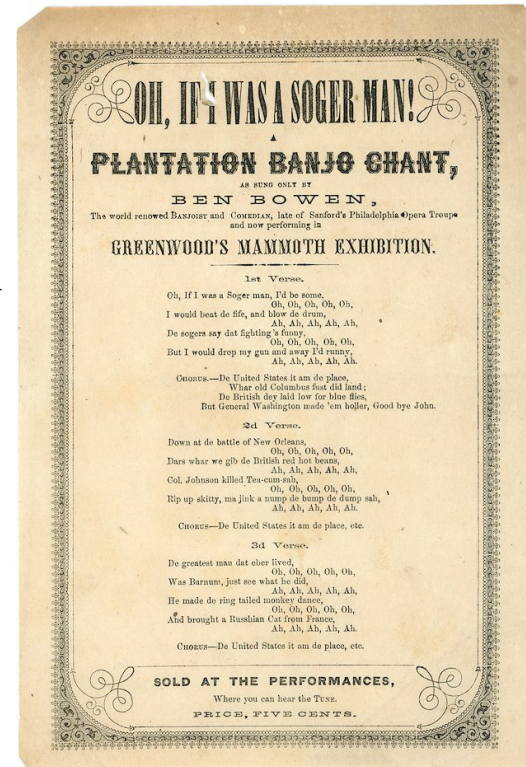 OH, IF I WAS A SOGER MAN!
A
PLANTATION BANJO CHANT,
AS SUNG ONLY BY
BEN BOWEN,
The world renowed BANJOIST and COMEDIAN, late of Sanford's Philadelphia Opera Troupe
and now performing in
GREENWOOD'S MAMMOTH EXHIBITION.
1st Verse.
Oh, If I was a Soger man, I'd be some,
Oh, Oh, Oh, Oh, Oh,
I would beat de fife, and blow de drum,
Ah, Ah, Ah, Ah, Ah,
De sogers say dat fighting's funny,
Oh, Oh, Oh, Oh, Oh,
But I would drop my gun and away I'd runny,
Ah, Ah, Ah, Ah, Ah.
CHORUS.—De United States it am de place,
Whar old Columbus fust did land;
De British dey laid low for blue flies,
But General Washington made 'em holler, Good bye John.
2d Verse.
Down at de battle of New Orleans,
Oh, Oh, Oh, Oh, Oh,
Dars whar we gib de British red hot beans,
Ah, Ah, Ah, Ah, Ah,
Col. Johnson killed Tea-cum-sah,
Oh, Oh, Oh, Oh, Oh,
Rip up skitty, ma jink a nump de bump de dump sah,
Ah, Ah, Ah, Ah, Ah.
CHORUS—De United States it am de place, etc.
3d Verse.
De greatest man dat eber lived,
Oh, Oh, Oh, Oh, Oh,
Was Barnum, just see what he did,
Ah, Ah, Ah, Ah, Ah,
He made de ring tailed monkey dance,
Oh, Oh, Oh, Oh, Oh,
And brought a Russhian Cat from France,
Ah, Ah, Ah, Ah, Ah.
CHORUS—De United States it am de place, etc.
SOLD AT THE PERFORMANCES,
Where you can hear the TUNE.
PRICE, FIVE CENTS.